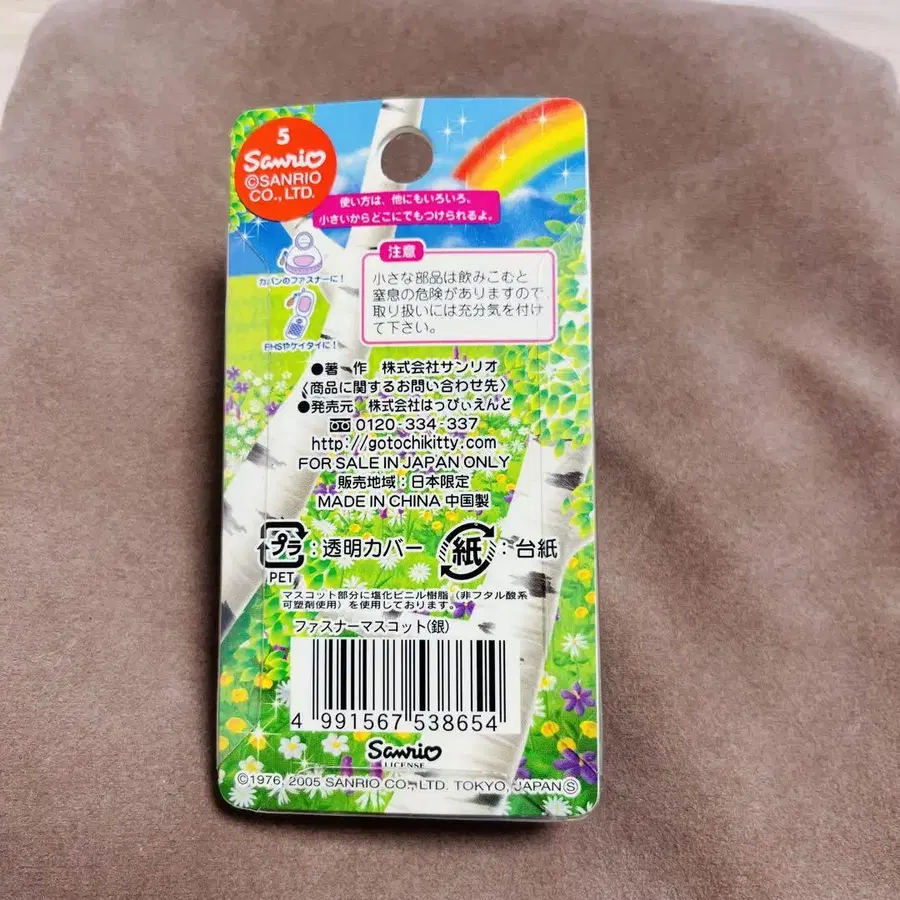 5
Sanrio
©SANRIO
CO., LTD.
使い方は、他にもいろいろ。
小さいからどこにでもつけられるよ。
カバンのファスナーに!
PHSやケイタイに!
注意
小さな部品は飲みこむと
窒息の危険がありますので、
取り扱いには充分気を付け
て下さい。
●著 作 株式会社サンリオ
〈商品に関するお問い合わせ先〉
●発売元 株式会社はっぴぃえんど
0120-334-337
http://gotochikitty.com
FOR SALE IN JAPAN ONLY
販売地域:日本限定
MADE IN CHINA 中国製
プラ:透明カバー 紙:台紙
PET
マスコット部分に塩化ビニル樹脂(非フタル酸系
可塑剤使用)を使用しております。
ファスナーマスコット(銀)
4 991567 538654
Sanrio
LICENSE
©1976, 2005 SANRIO CO., LTD. TOKYO, JAPAN Ⓢ